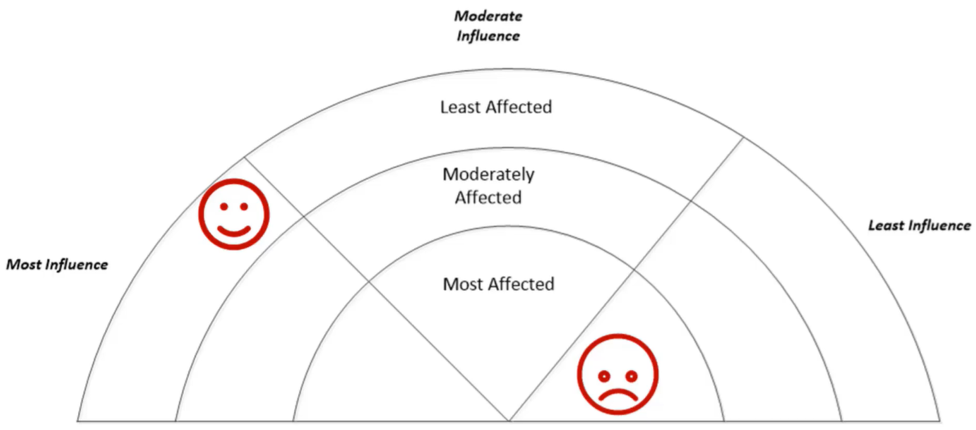 Moderate
Influence
Least Affected
Moderately
Affected
Least Influence
Most Influence
Most Affected